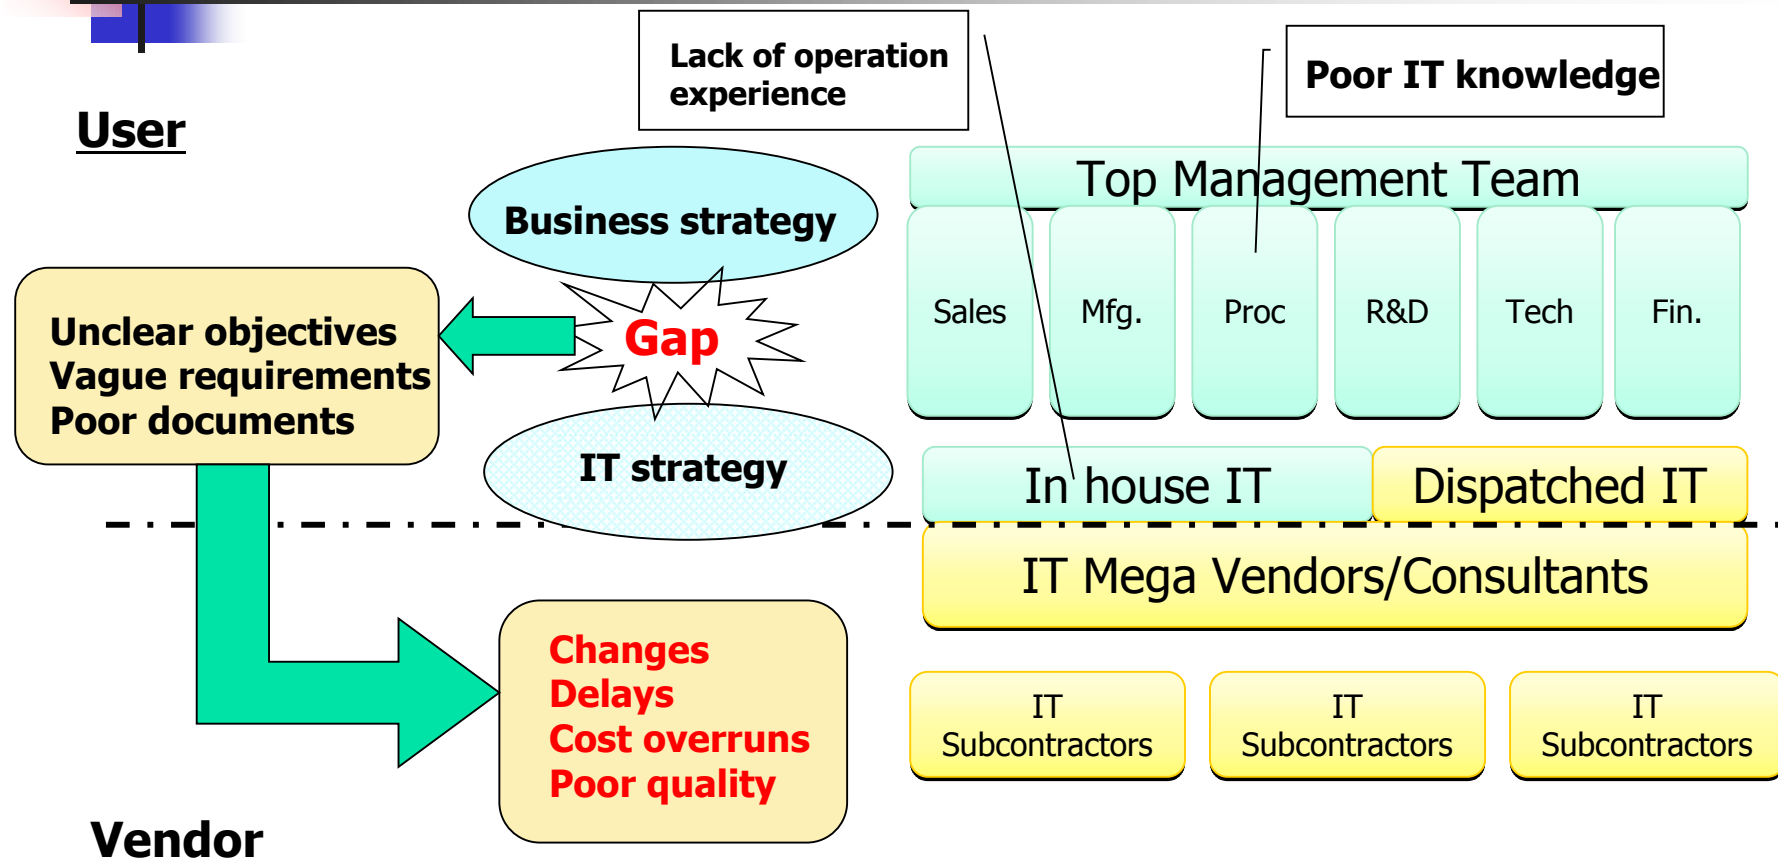 Lack of operation
experience
Poor IT knowledge
User
Top Management Team
Business strategy
Sales
Mfg.
Proc
R&D
Tech
Fin.
Gap
Unclear objectives
Vague requirements
Poor documents
IT strategy
In house IT
Dispatched IT
IT Mega Vendors/Consultants
Changes
Delays
Cost overruns
Poor quality
IT
Subcontractors
IT
Subcontractors
IT
Subcontractors
Vendor